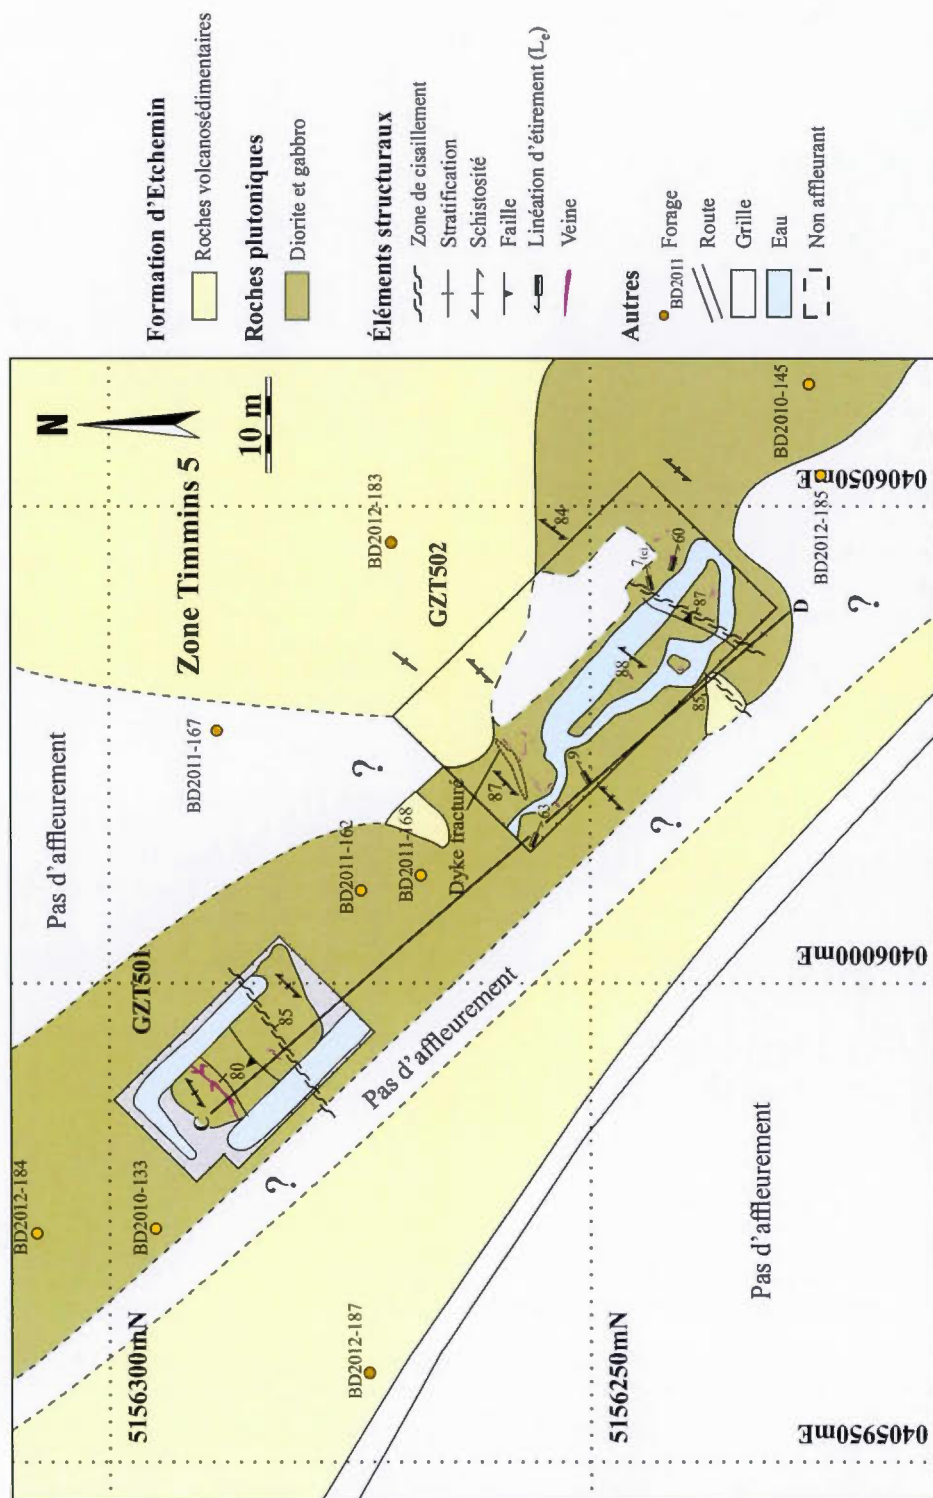 Formation d'Etchemin
Roches volcanosédimentaires
Roches plutoniques
Diorite et gabbro
Éléments structuraux
Zone de cisaillement
Stratification
Schistosité
Faille
Linéation d'étirement (Le)
Veine
Autres
BD2011
Forage
Route
Grille
Eau
Non affleurant
N
10 m
Zone Timmins 5
Pas d'affleurement
BD2012-184
BD2010-133
GZT501
BD2011-162
BD2011-168
BD2011-167
?
BD2012-183
GZT502
5156300mN
C
80
85
Dyke fracturé
87
84
63
9
88
7
60
87
85
D
?
BD2012-187
?
Pas d'affleurement
?
BD2010-145
BD2012-185
5156250mN
Pas d'affleurement
0405950mE
0406000mE
0406050mE